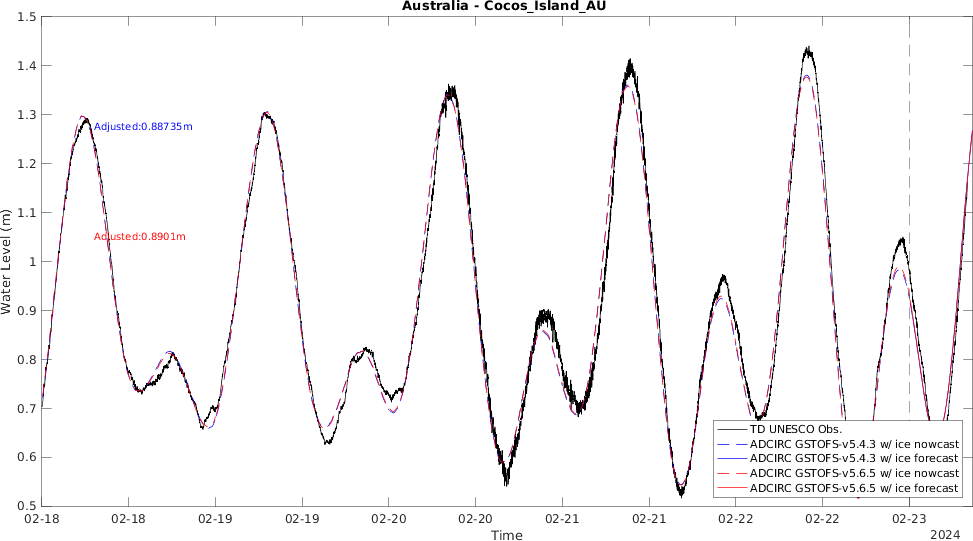 Australia - Cocos_Island_AU
1.5
1.4
1.3
1.2
1.1
1
0.9
0.8
0.7
0.6
0.5
Water Level (m)
Adjusted:0.88735m
Adjusted:0.8901m
TD UNESCO Obs.
ADCIRC GSTOFS-v5.4.3 w/ ice nowcast
ADCIRC GSTOFS-v5.4.3 w/ ice forecast
ADCIRC GSTOFS-v5.6.5 w/ ice nowcast
ADCIRC GSTOFS-v5.6.5 w/ ice forecast
02-18 02-18 02-19 02-19 02-20 02-20 02-21 02-21 02-22 02-22 02-23
Time
2024